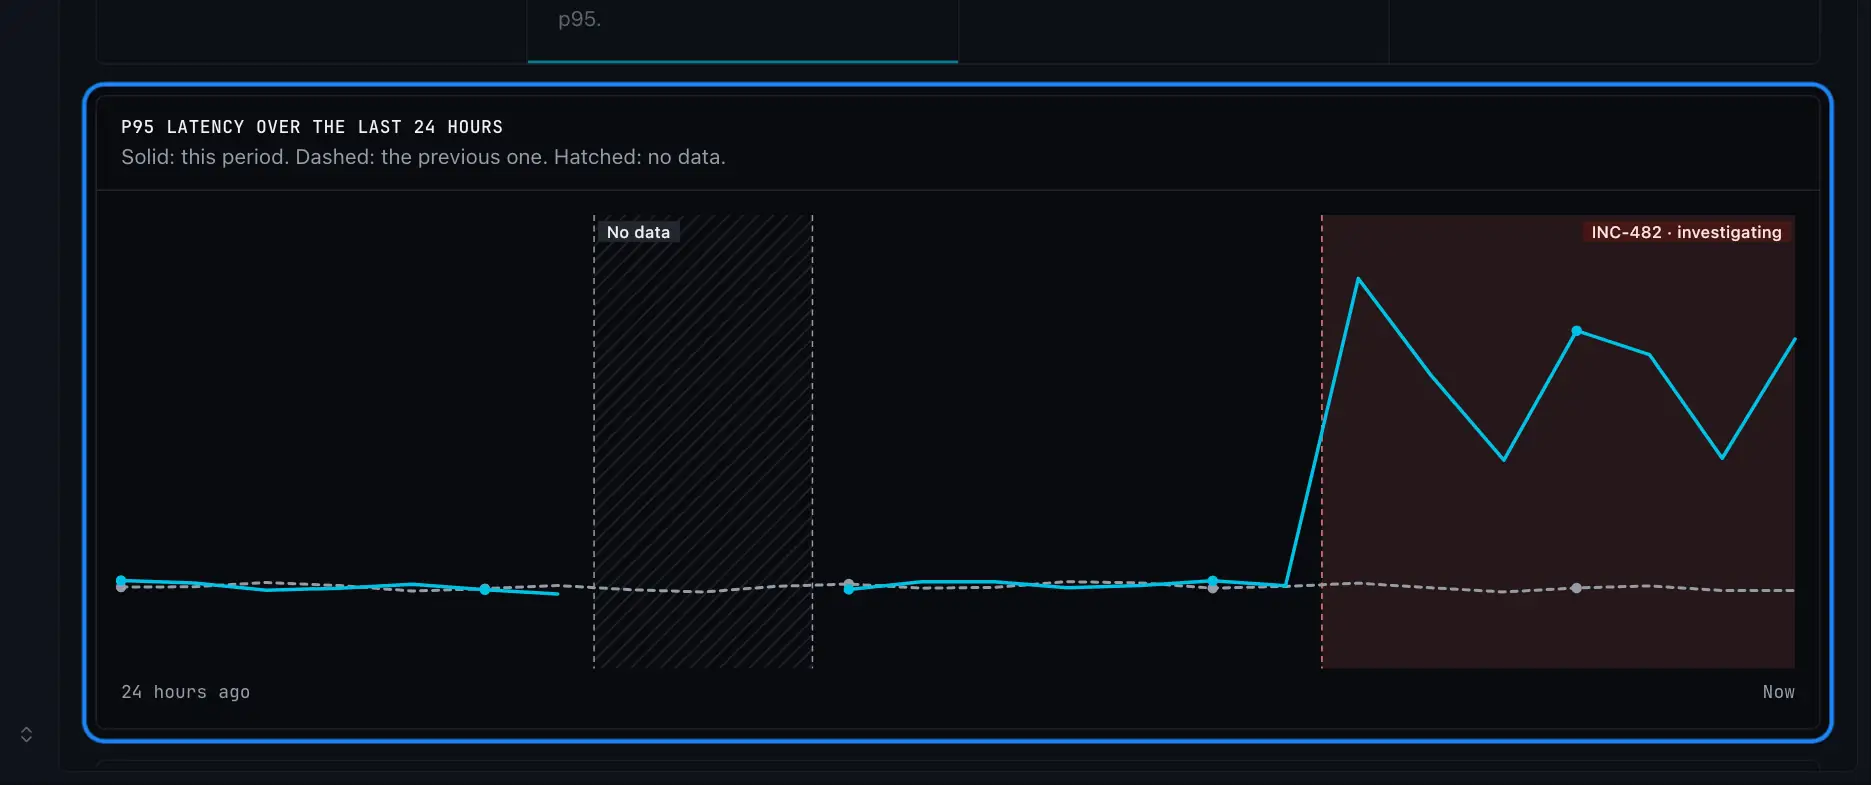 p95.
P95 LATENCY OVER THE LAST 24 HOURS
Solid: this period. Dashed: the previous one. Hatched: no data.
No data
INC-482 · investigating
24 hours ago
Now